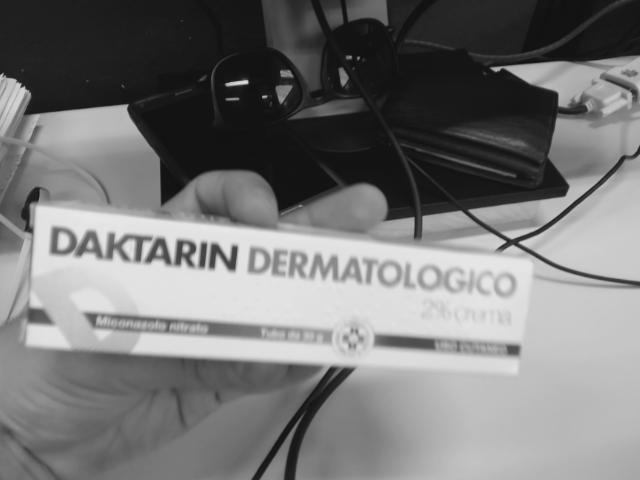 DAKTARIN DERMATOLOGICO
2% crema
Miconazolo nitrato Tubo da 30 g USO CUTANEO